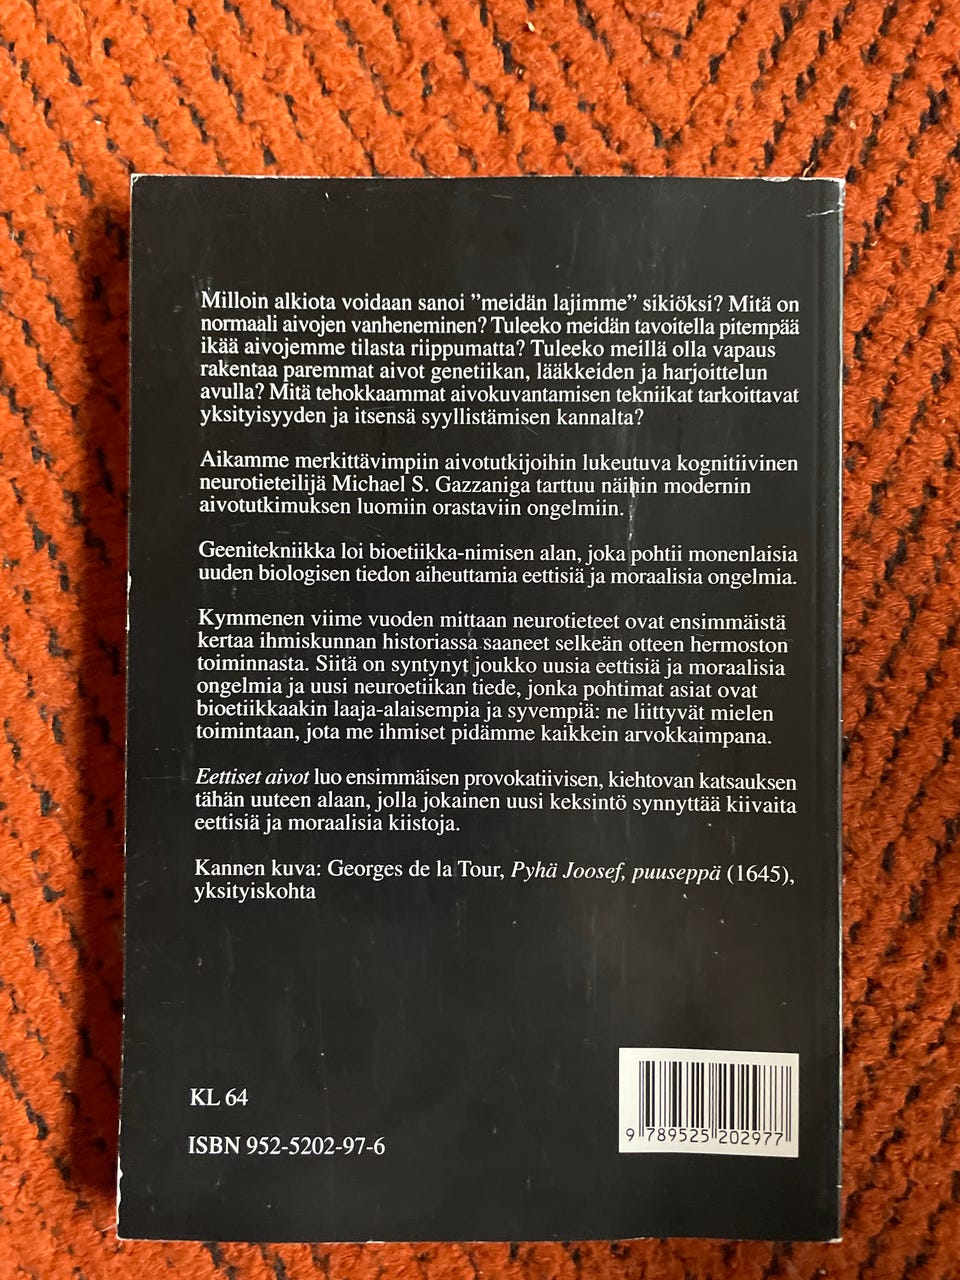 Milloin alkiota voidaan sanoi ”meidän lajimme” sikiöksi? Mitä on
normaali aivojen vanheneminen? Tuleeko meidän tavoitella pitempää
ikää aivojemme tilasta riippumatta? Tuleeko meillä olla vapaus
rakentaa paremmat aivot genetiikan, lääkkeiden ja harjoittelun
avulla? Mitä tehokkaammat aivokuvantamisen tekniikat tarkoittavat
yksityisyyden ja itsensä syyllistämisen kannalta?
Aikamme merkittävimpiin aivotutkijoihin lukeutuva kognitiivinen
neurotieteilijä Michael S. Gazzaniga tarttuu näihin modernin
aivotutkimuksen luomiin orastaviin ongelmiin.
Geenitekniikka loi bioetiikka-nimisen alan, joka pohtii monenlaisia
uuden biologisen tiedon aiheuttamia eettisiä ja moraalisia ongelmia.
Kymmenen viime vuoden mittaan neurotieteet ovat ensimmäistä
kertaa ihmiskunnan historiassa saaneet selkeän otteen hermoston
toiminnasta. Siitä on syntynyt joukko uusia eettisiä ja moraalisia
ongelmia ja uusi neuroetiikan tiede, jonka pohtimat asiat ovat
bioetiikkaakin laaja-alaisempia ja syvempiä: ne liittyvät mielen
toimintaan, jota me ihmiset pidämme kaikkein arvokkaimpana.
Eettiset aivot luo ensimmäisen provokatiivisen, kiehtovan katsauksen
tähän uuteen alaan, jolla jokainen uusi keksintö synnyttää kiivaita
eettisiä ja moraalisia kiistoja.
Kannen kuva: Georges de la Tour, Pyhä Joosef, puuseppä (1645),
yksityiskohta
KL 64
ISBN 952-5202-97-6
9 789525 202977